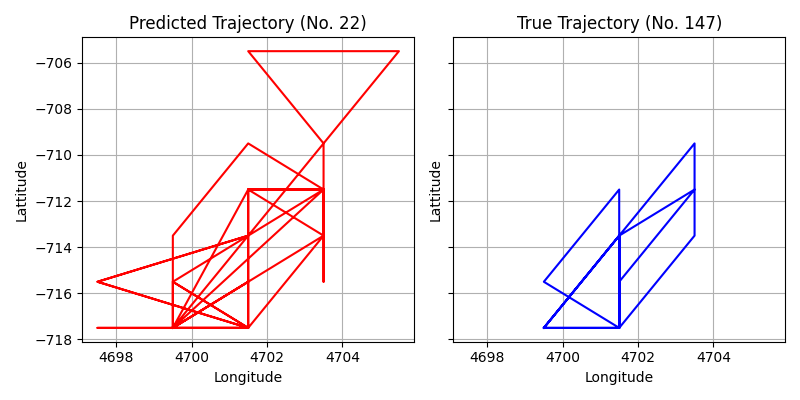 Predicted Trajectory (No. 22)
True Trajectory (No. 147)
−706
−708
−710
−712
−714
−716
−718
Lattitude
Lattitude
4698 4700 4702 4704
4698 4700 4702 4704
Longitude
Longitude